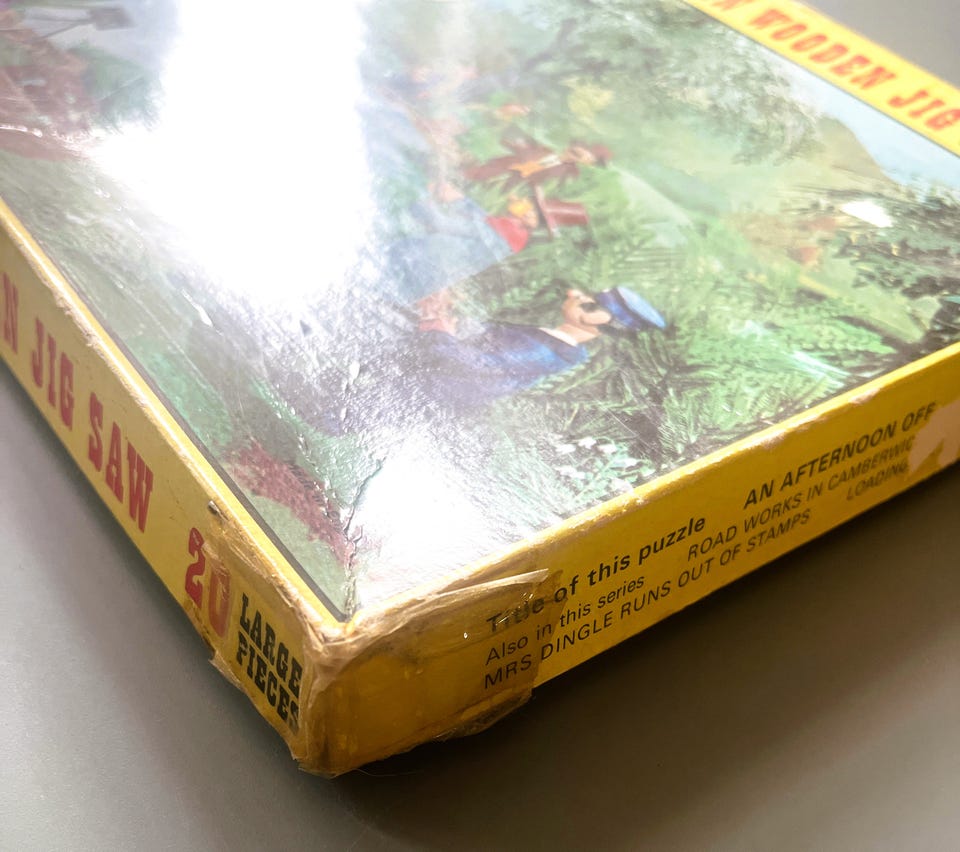 WOODEN JIG
JIG SAW
20
LARGE
PIECES
Title of this puzzle AN AFTERNOON OFF
Also in this series ROAD WORKS IN CAMBERWIC
MRS DINGLE RUNS OUT OF STAMPS LOADING